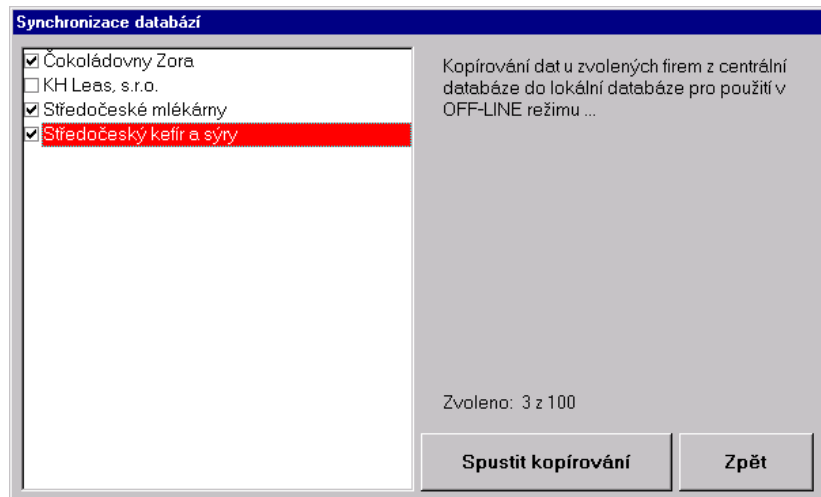 Synchronizace databází
Čokoládovny Zora
KH Leas, s.r.o.
Středočeské mlékárny
Středočeský kefír a sýry
Kopírování dat u zvolených firem z centrální
databáze do lokální databáze pro použití v
OFF-LINE režimu ...
Zvoleno: 3 z 100
Spustit kopírování
Zpět